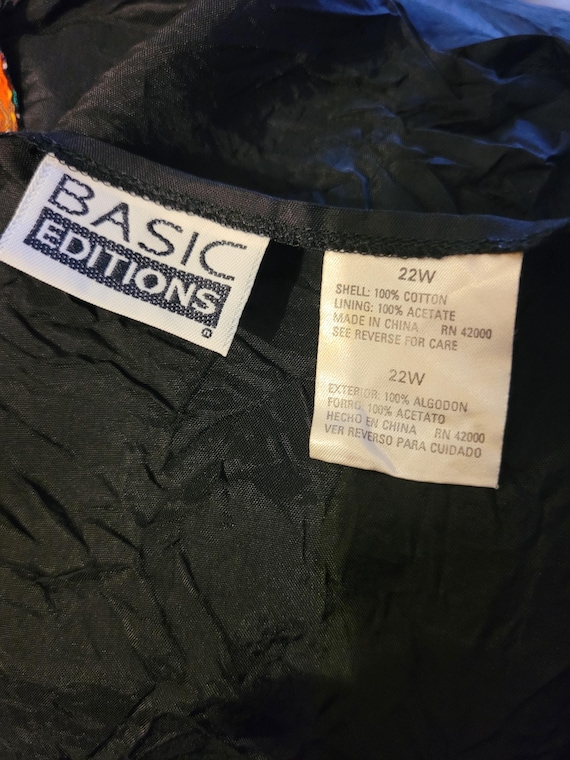 BASIC
EDITIONS
®
22W
SHELL: 100% COTTON
LINING: 100% ACETATE
MADE IN CHINA RN 42000
SEE REVERSE FOR CARE
22W
EXTERIOR: 100% ALGODON
FORRO: 100% ACETATO
HECHO EN CHINA RN 42000
VER REVERSO PARA CUIDADO